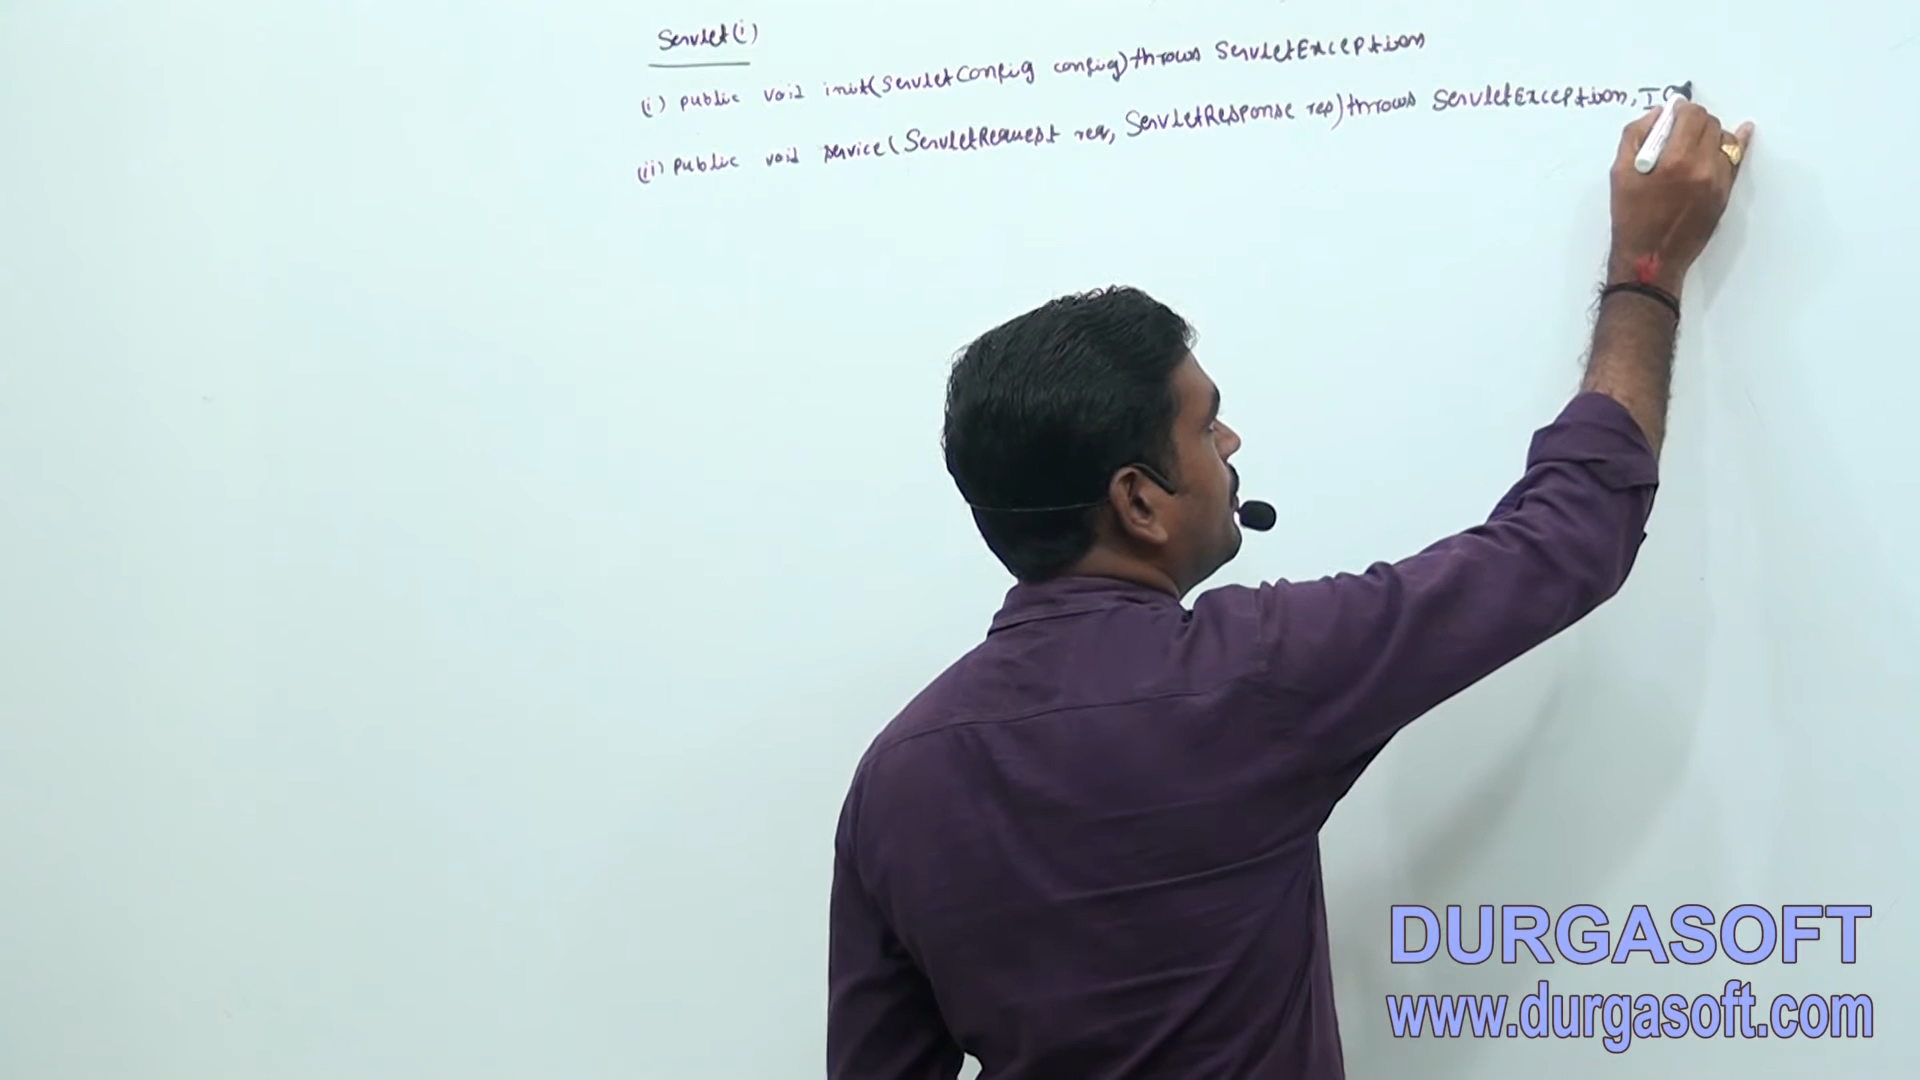 Servlet(i)
(i) public void init(ServletConfig config)throws ServletException
(ii) public void service(ServletRequest req, ServletResponse res)throws ServletException, IO
DURGASOFT
www.durgasoft.com